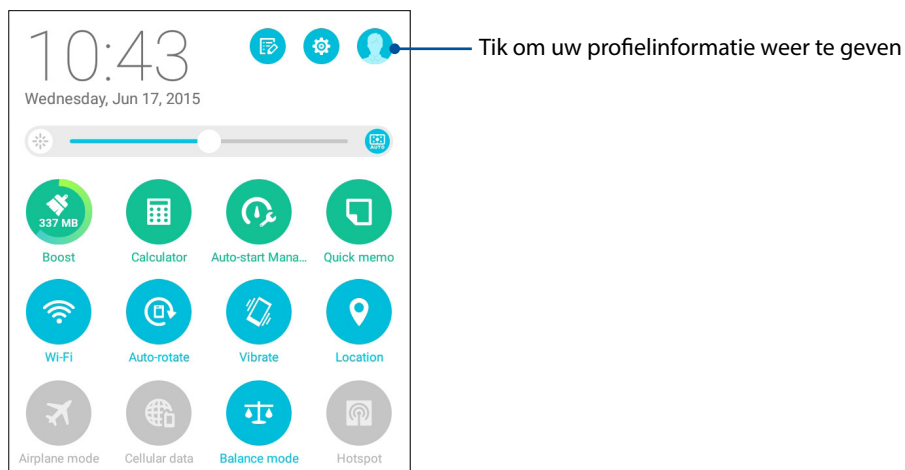 10:43
Tik om uw profielinformatie weer te geven
Wednesday, Jun 17, 2015
AUTO
337 MB
Boost
Calculator
Auto-start Mana...
Quick memo
Wi-Fi
Auto-rotate
Vibrate
Location
Airplane mode
Cellular data
Balance mode
Hotspot